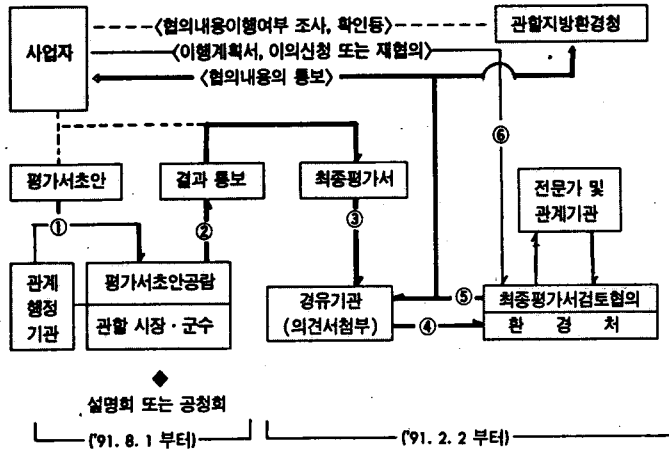 사업자
〈협의내용이행여부 조사, 확인등〉
관할지방환경청
〈이행계획서, 이의신청 또는 재협의〉
〈협의내용의 통보〉
⑥
평가서초안
결과 통보
최종평가서
전문가 및
관계기관
①
②
③
관계
행정
기관
평가서초안공람
관할 시장·군수
경유기관
(의견서첨부)
⑤
④
최종평가서검토협의
환 경 처
◆
설명회 또는 공청회
('91. 8. 1 부터)
('91. 2. 2 부터)